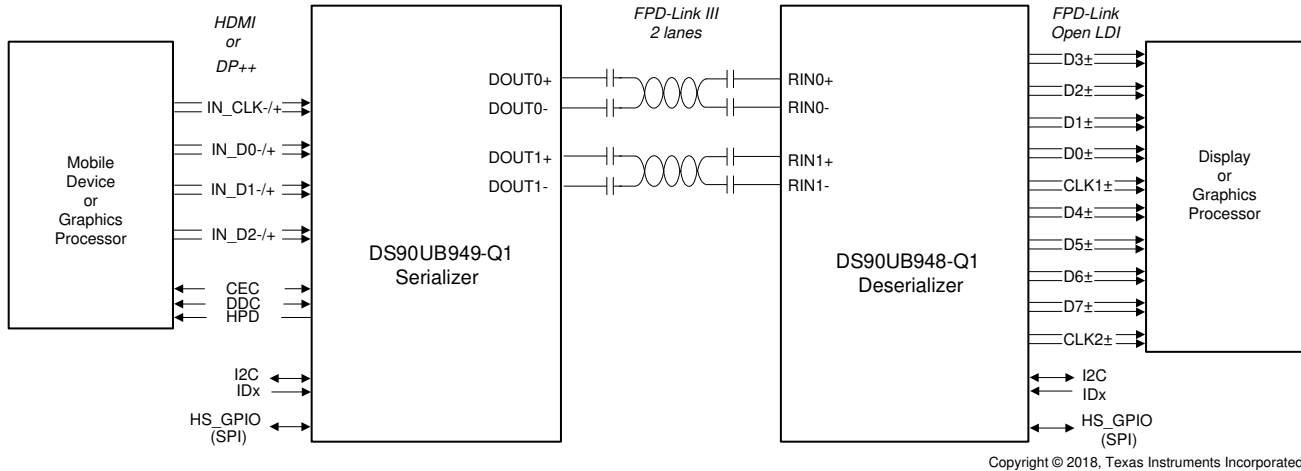 HDMI
or
DP++
FPD-Link III
2 lanes
FPD-Link
Open LDI
Mobile
Device
or
Graphics
Processor
IN_CLK-/+
IN_D0-/+
IN_D1-/+
IN_D2-/+
CEC
DDC
HPD
I2C
IDx
HS_GPIO
(SPI)
DS90UB949-Q1
Serializer
DOUT0+
DOUT0-
DOUT1+
DOUT1-
RIN0+
RIN0-
RIN1+
RIN1-
DS90UB948-Q1
Deserializer
D3±
D2±
D1±
D0±
CLK1±
D4±
D5±
D6±
D7±
CLK2±
I2C
IDx
HS_GPIO
(SPI)
Display
or
Graphics
Processor
Copyright © 2018, Texas Instruments Incorporated